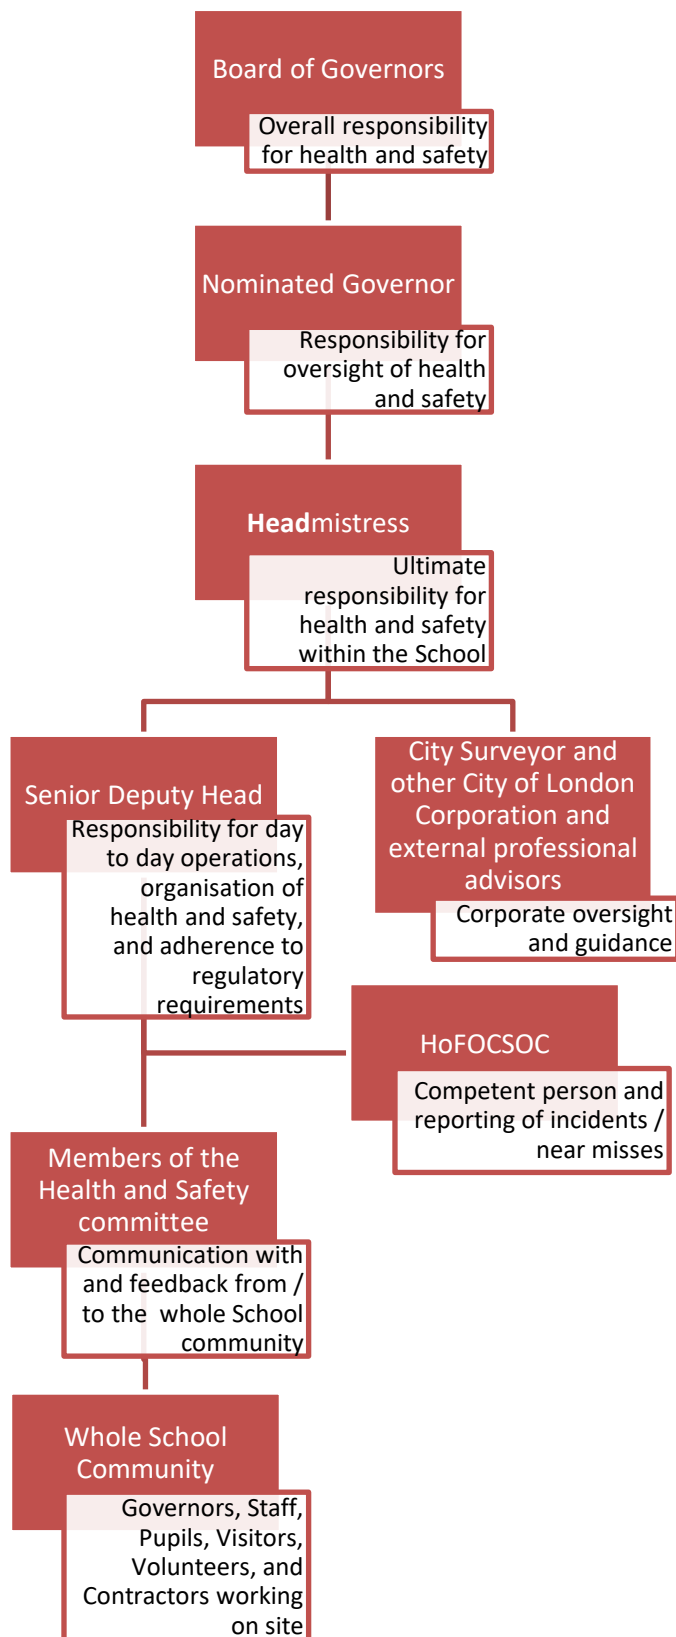 Board of Governors
Overall responsibility
for health and safety
Nominated Governor
Responsibility for
oversight of health
and safety
Headmistress
Ultimate
responsibility for
health and safety
within the School
Senior Deputy Head
Responsibility for day
to day operations,
organisation of
health and safety,
and adherence to
regulatory
requirements
City Surveyor and
other City of London
Corporation and
external professional
advisors
Corporate oversight
and guidance
HoFOCSOC
Competent person and
reporting of incidents /
near misses
Members of the
Health and Safety
committee
Communication with
and feedback from /
to the  whole School
community
Whole School
Community
Governors, Staff,
Pupils, Visitors,
Volunteers, and
Contractors working
on site